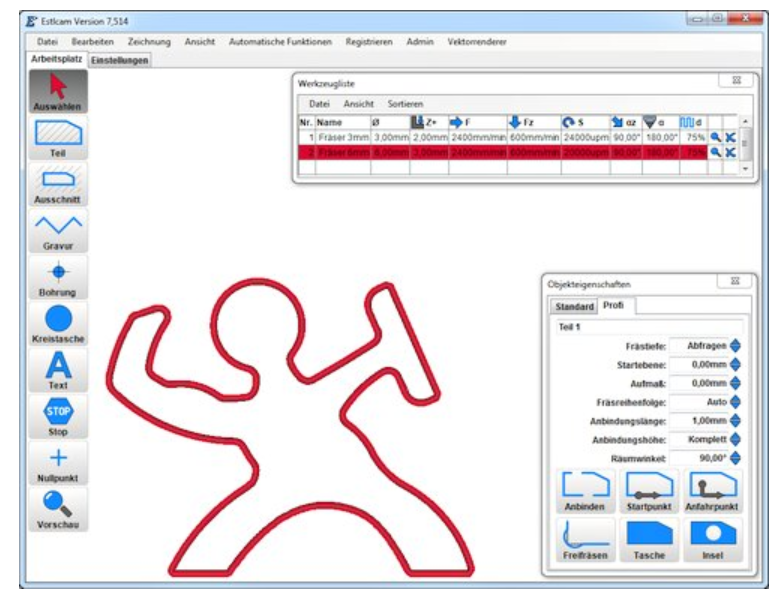 Estlcam Version 7,514
Datei Bearbeiten Zeichnung Ansicht Automatische Funktionen Registrieren Admin Vektorrenderer
Arbeitsplatz Einstellungen
Auswählen
Teil
Ausschnitt
Gravur
Bohrung
Kreistasche
A
Text
STOP
Stop
Nullpunkt
Vorschau
Werkzeugliste
Datei Ansicht Sortieren
Nr. Name Ø Z+ F Fz S αz α d
1 Fräser 3mm 3,00mm 2,00mm 2400mm/min 600mm/min 24000upm 90,00° 180,00° 75%
2 Fräser 6mm 6,00mm 3,00mm 2400mm/min 600mm/min 20000upm 90,00° 180,00° 75%
Objekteigenschaften
Standard Profi
Teil 1
Frästiefe: Abfragen
Startebene: 0,00mm
Aufmaß: 0,00mm
Fräsreihenfolge: Auto
Anbindungslänge: 1,00mm
Anbindungshöhe: Komplett
Räumwinkel: 90,00°
Anbinden Startpunkt Anfahrpunkt
Freifräsen Tasche Insel